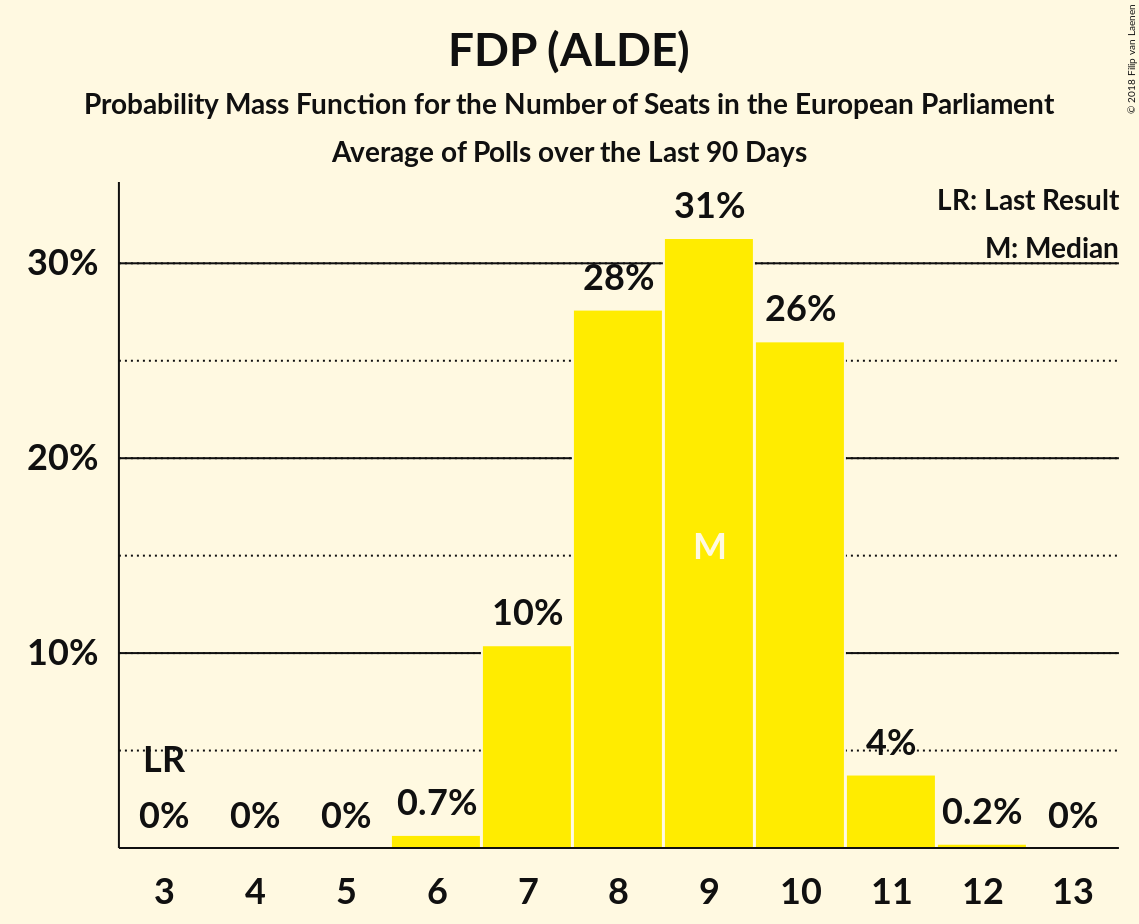 FDP (ALDE)
Probability Mass Function for the Number of Seats in the European Parliament
Average of Polls over the Last 90 Days
© 2018 Filip van Laenen
LR: Last Result
M: Median
30%
20%
10%
LR
0%
0%
0%
0.7%
10%
28%
31%
M
26%
4%
0.2%
0%
3 4 5 6 7 8 9 10 11 12 13